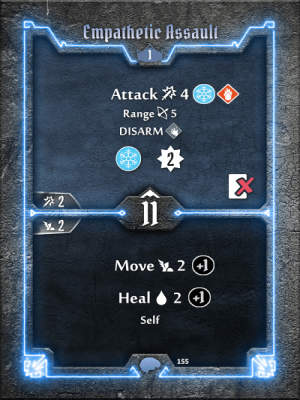 Empathetic Assault
1
Attack 4
Range 5
DISARM
2
2
11
2
Move 2 +1
Heal 2 +1
Self
155